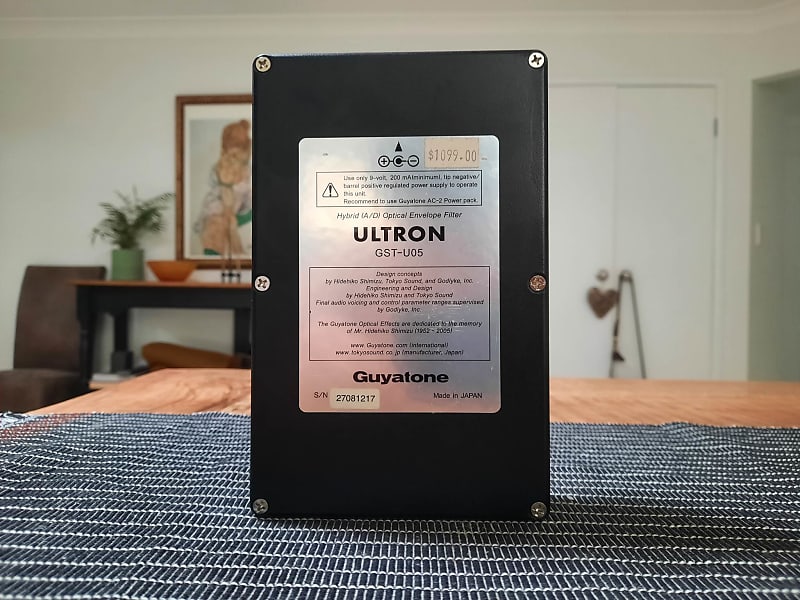 $1099.00
Use only 9-volt, 200 mA(minimum), tip negative/
barrel positive regulated power supply to operate
this unit.
Recommend to use Guyatone AC-2 Power pack.
Hybrid (A/D) Optical Envelope Filter
ULTRON
GST-U05
Design concepts
by Hidehiko Shimizu, Tokyo Sound, and Godlyke, Inc.
Engineering and Design
by Hidehiko Shimizu and Tokyo Sound
Final audio voicing and control parameter ranges supervised
by Godlyke, Inc.
The Guyatone Optical Effects are dedicated to the memory
of Mr. Hidehiko Shimizu (1952 - 2005)
www.Guyatone.com (international)
www.tokyosound.co.jp (manufacturer, Japan)
Guyatone
S/N 27081217 Made in JAPAN